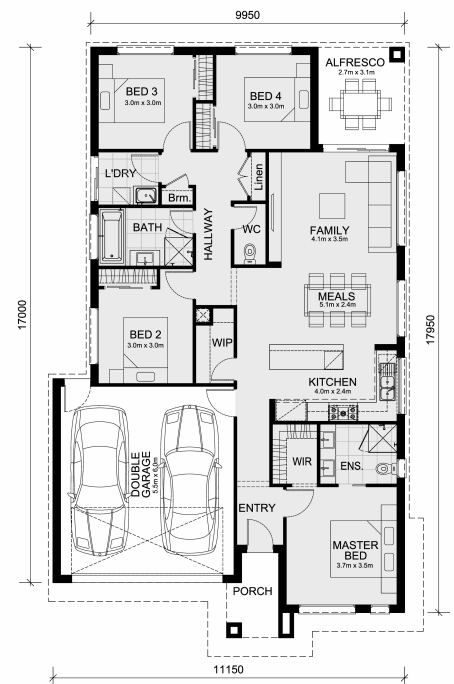 9950
ALFRESCO
2.7m x 3.1m
BED 3
3.0m x 3.0m
BED 4
3.0m x 3.0m
L'DRY
Brm.
Linen
BATH
HALLWAY
WC
FAMILY
4.1m x 3.5m
MEALS
5.1m x 2.4m
17000
17950
BED 2
3.0m x 3.0m
WIP
KITCHEN
4.0m x 2.4m
DOUBLE
GARAGE
5.5m x 6.0m
WIR
ENS.
ENTRY
MASTER
BED
3.7m x 3.5m
PORCH
11150